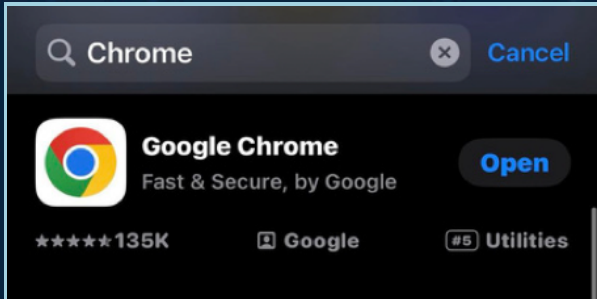 Chrome
Cancel
Google Chrome
Fast & Secure, by Google
Open
135K
Google
#5 Utilities